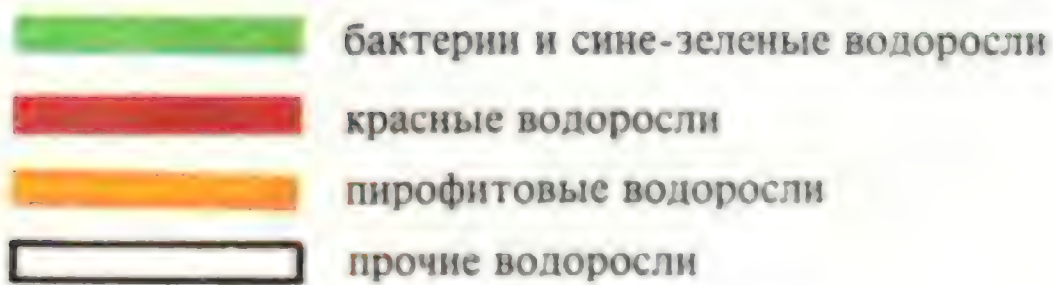 бактерии и сине-зеленые водоросли
красные водоросли
пирофитовые водоросли
прочие водоросли